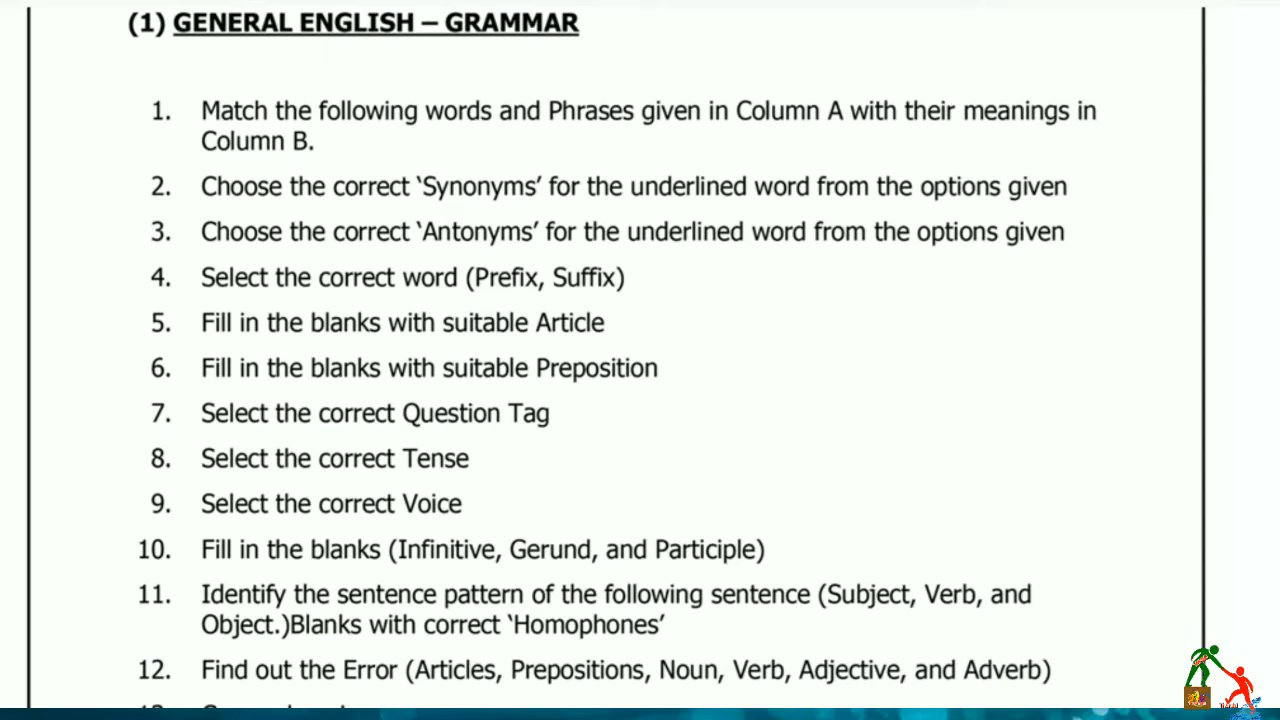 (1) GENERAL ENGLISH – GRAMMAR
1. Match the following words and Phrases given in Column A with their meanings in
Column B.
2. Choose the correct ‘Synonyms’ for the underlined word from the options given
3. Choose the correct ‘Antonyms’ for the underlined word from the options given
4. Select the correct word (Prefix, Suffix)
5. Fill in the blanks with suitable Article
6. Fill in the blanks with suitable Preposition
7. Select the correct Question Tag
8. Select the correct Tense
9. Select the correct Voice
10. Fill in the blanks (Infinitive, Gerund, and Participle)
11. Identify the sentence pattern of the following sentence (Subject, Verb, and
Object.)Blanks with correct ‘Homophones’
12. Find out the Error (Articles, Prepositions, Noun, Verb, Adjective, and Adverb)